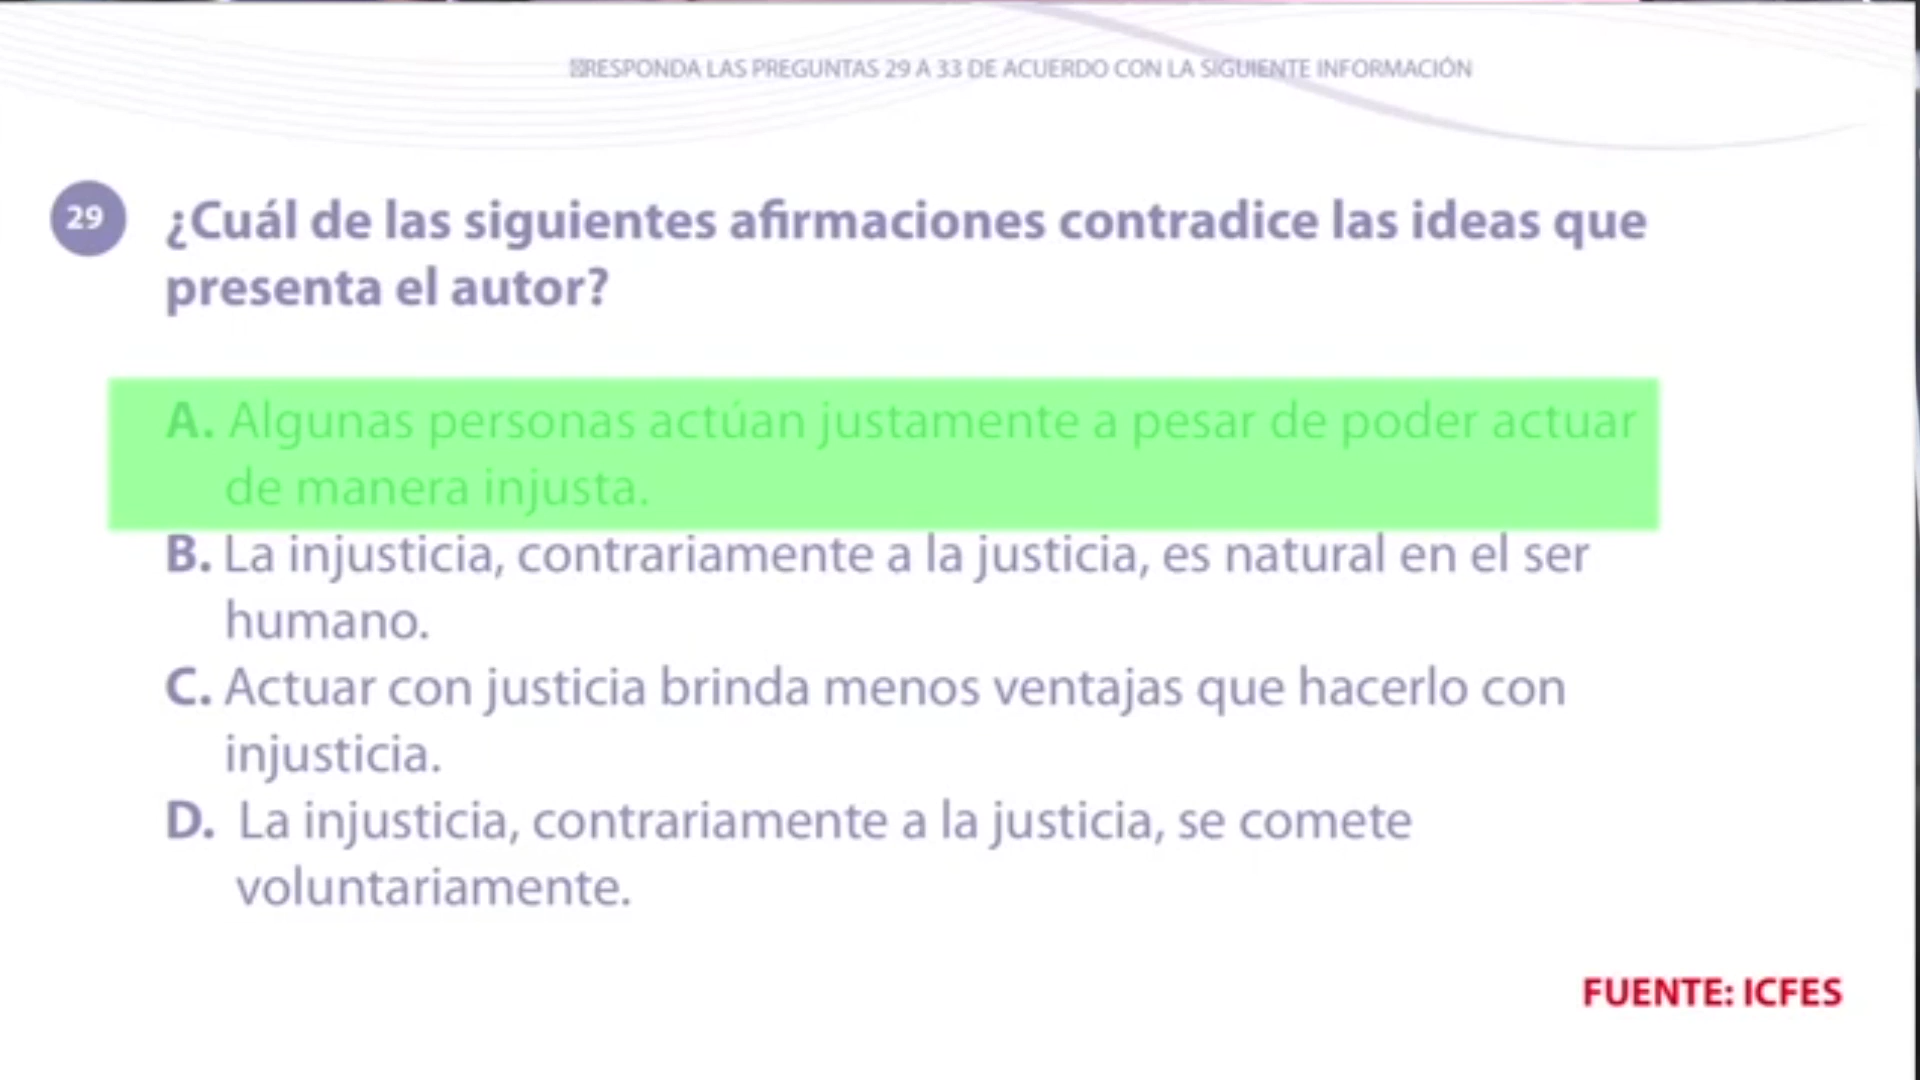 RESPONDA LAS PREGUNTAS 29 A 33 DE ACUERDO CON LA SIGUIENTE INFORMACIÓN
29 ¿Cuál de las siguientes afirmaciones contradice las ideas que
presenta el autor?
A. Algunas personas actúan justamente a pesar de poder actuar
de manera injusta.
B. La injusticia, contrariamente a la justicia, es natural en el ser
humano.
C. Actuar con justicia brinda menos ventajas que hacerlo con
injusticia.
D. La injusticia, contrariamente a la justicia, se comete
voluntariamente.
FUENTE: ICFES